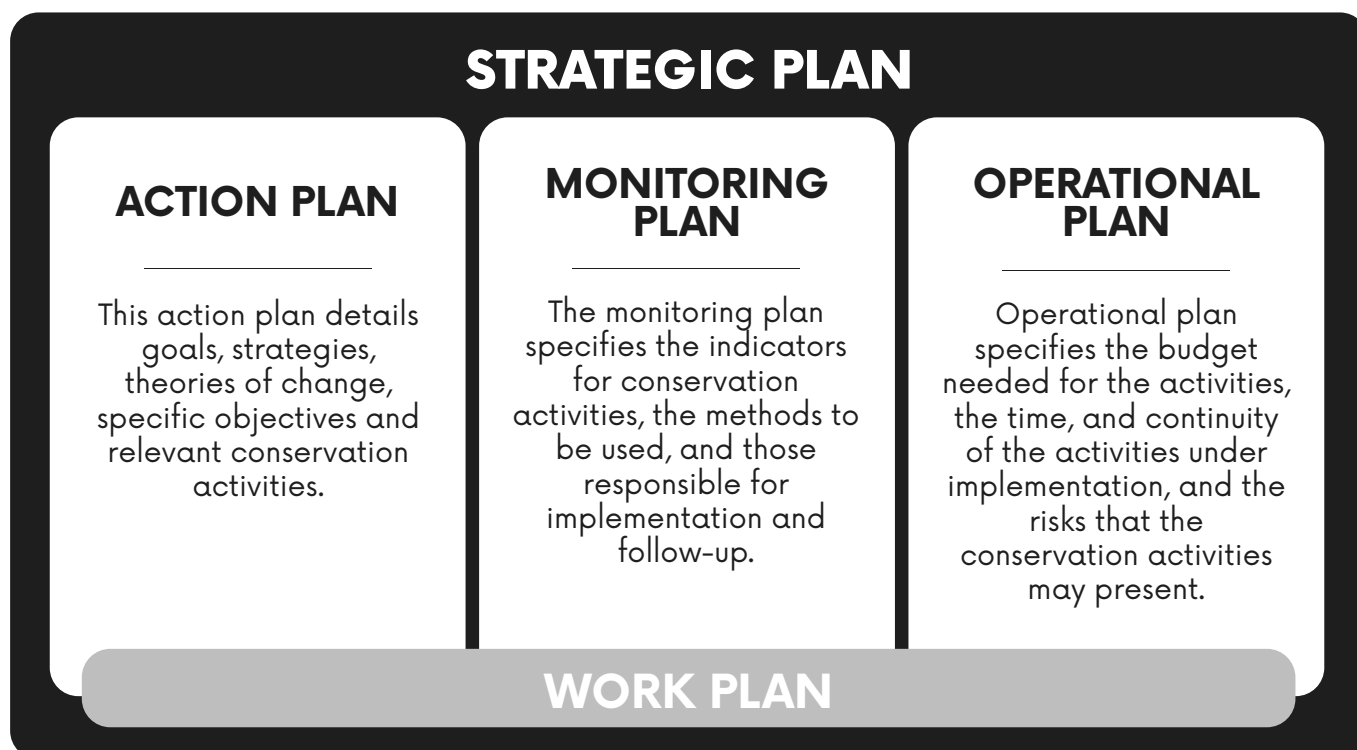 STRATEGIC PLAN
ACTION PLAN
This action plan details
goals, strategies,
theories of change,
specific objectives and
relevant conservation
activities.
MONITORING
PLAN
The monitoring plan
specifies the indicators
for conservation
activities, the methods to
be used, and those
responsible for
implementation and
follow-up.
OPERATIONAL
PLAN
Operational plan
specifies the budget
needed for the activities,
the time, and continuity
of the activities under
implementation, and the
risks that the
conservation activities
may present.
WORK PLAN